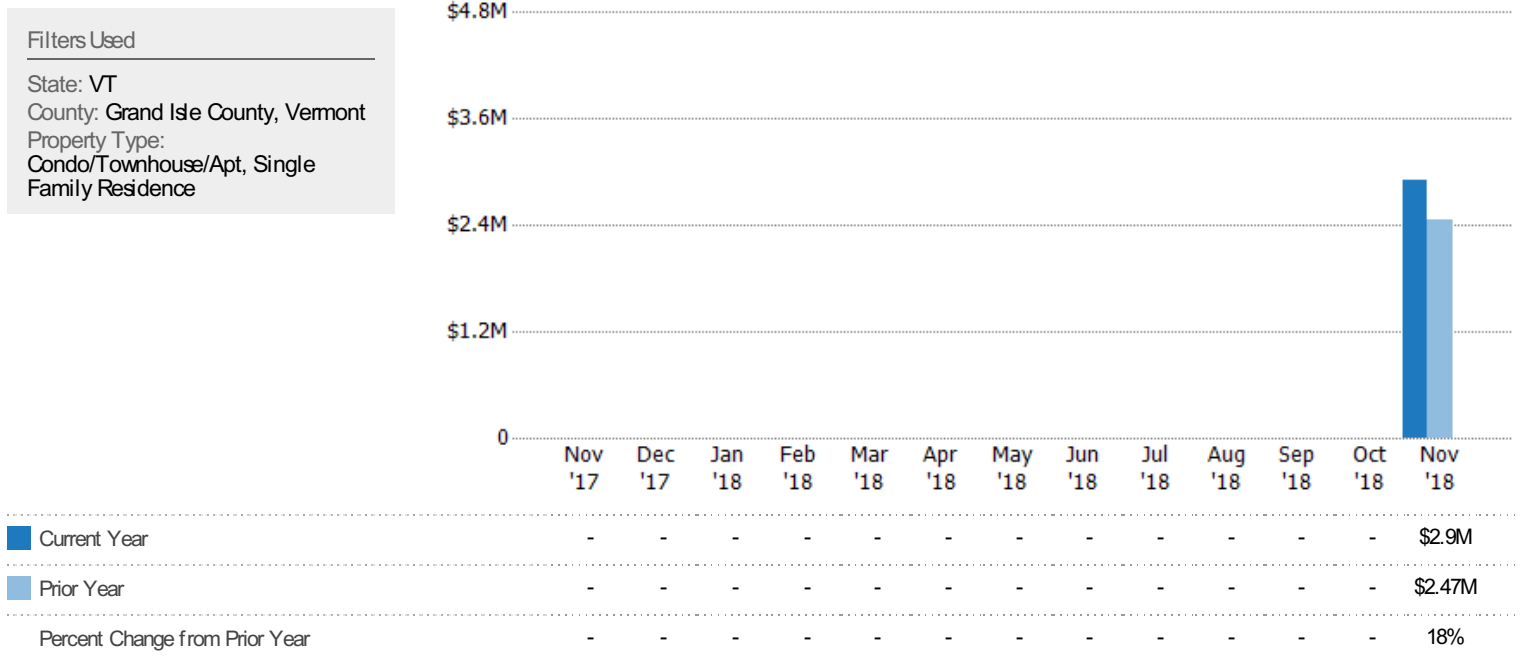 Filters Used
State: VT
County: Grand Isle County, Vermont
Property Type:
Condo/Townhouse/Apt, Single
Family Residence
$4.8M
$3.6M
$2.4M
$1.2M
0
Nov Dec Jan Feb Mar Apr May Jun Jul Aug Sep Oct Nov
'17 '17 '18 '18 '18 '18 '18 '18 '18 '18 '18 '18 '18
Current Year - - - - - - - - - - - - $2.9M
Prior Year - - - - - - - - - - - - $2.47M
Percent Change from Prior Year - - - - - - - - - - - - 18%